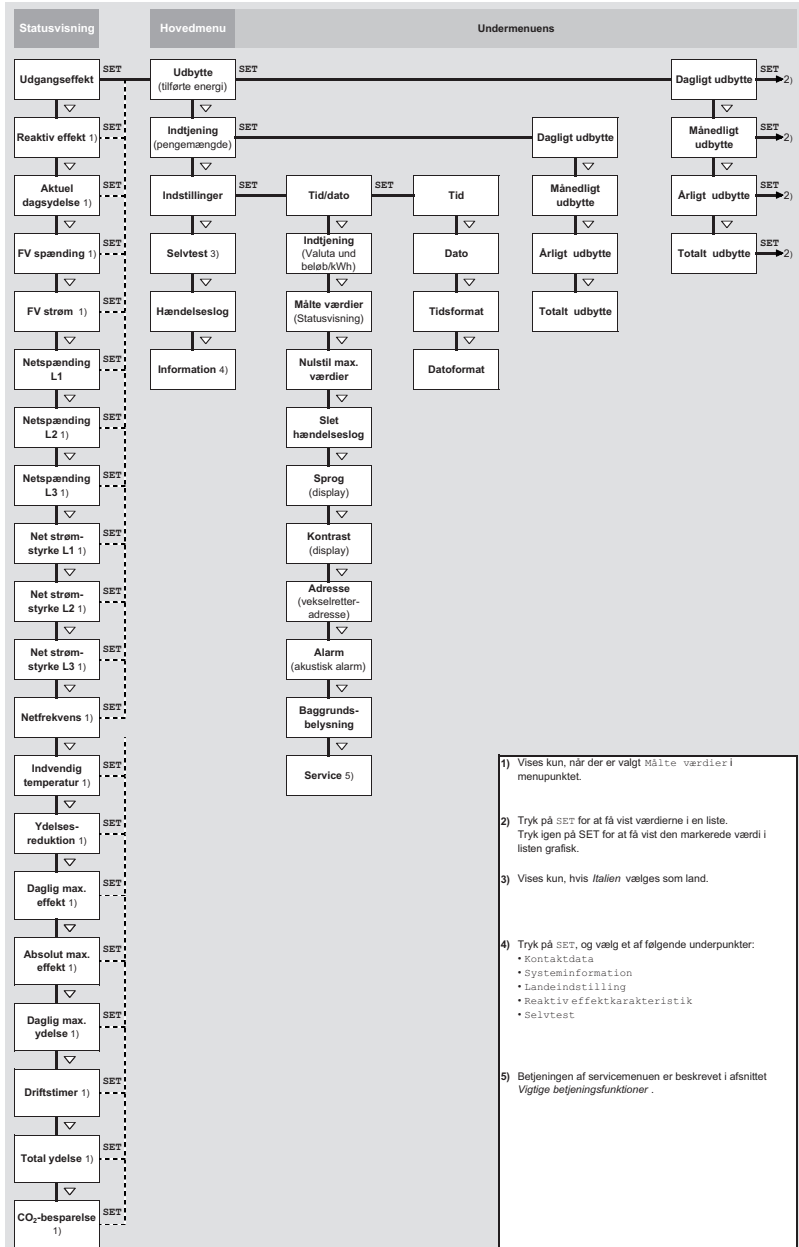 Statusvisning
Hovedmenu
Undermenuens
Udgangseffekt
SET
Udbytte
(tilførte energi)
SET
Dagligt udbytte
SET
2)
Reaktiv effekt 1)
SET
Indtjening
(pengemængde)
SET
Dagligt udbytte
Månedligt
udbytte
SET
2)
Aktuel
dagsydelse 1)
SET
Indstillinger
SET
Tid/dato
SET
Tid
Månedligt
udbytte
Årligt udbytte
SET
2)
FV spænding 1)
SET
Selvtest 3)
Indtjening
(Valuta und
beløb/kWh)
Dato
Årligt udbytte
Totalt udbytte
SET
2)
FV strøm 1)
SET
Hændelseslog
Målte værdier
(Statusvisning)
Tidsformat
Totalt udbytte
Netspænding
L1
SET
Information 4)
Nulstil max.
værdier
Datoformat
Netspænding
L2 1)
SET
Slet
hændelseslog
Netspænding
L3 1)
SET
Sprog
(display)
Net strøm-
styrke L1 1)
SET
Kontrast
(display)
Net strøm-
styrke L2 1)
SET
Adresse
(vekselretter-
adresse)
Net strøm-
styrke L3 1)
SET
Alarm
(akustisk alarm)
Netfrekvens 1)
SET
Baggrunds-
belysning
Indvendig
temperatur 1)
SET
Service 5)
Ydelses-
reduktion 1)
SET
Daglig max.
effekt 1)
SET
Absolut max.
effekt 1)
SET
Daglig max.
ydelse 1)
SET
Driftstimer 1)
SET
Total ydelse 1)
SET
CO₂-besparelse
1)
SET
1) Vises kun, når der er valgt Målte værdier i
menupunktet.
2) Tryk på SET for at få vist værdierne i en liste.
Tryk igen på SET for at få vist den markerede værdi i
listen grafisk.
3) Vises kun, hvis Italien vælges som land.
4) Tryk på SET, og vælg et af følgende underpunkter:
• Kontaktdata
• Systeminformation
• Landeindstilling
• Reaktiv effektkarakteristik
• Selvtest
5) Betjeningen af servicemenuen er beskrevet i afsnittet
Vigtige betjeningsfunktioner .